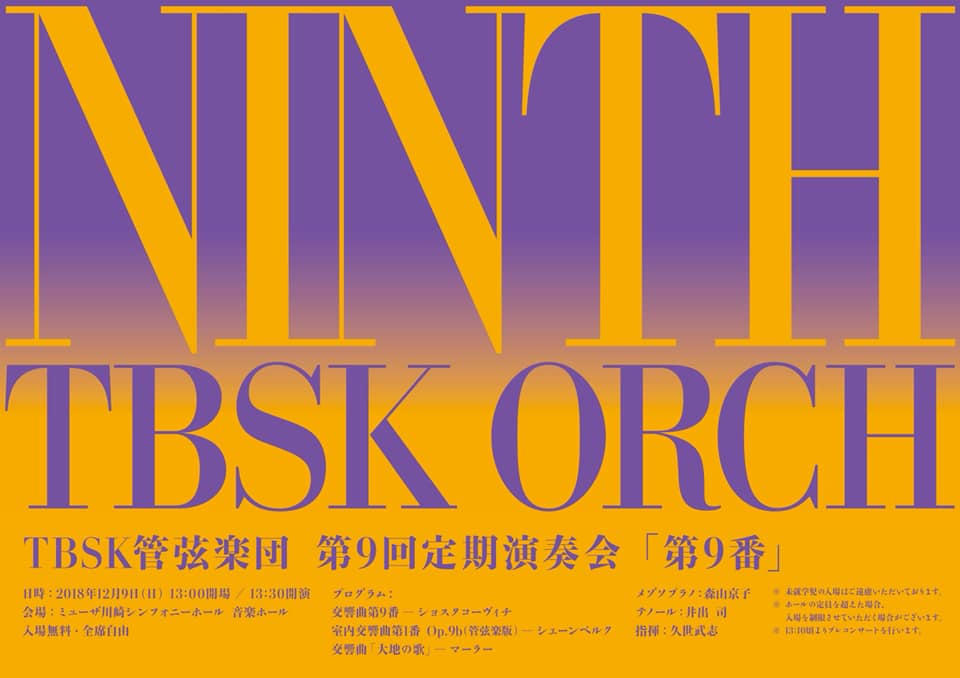 NINTH
TBSK ORCH
TBSK管弦楽団 第9回定期演奏会「第9番」
日時：2018年12月9日（日） 13:00開場 / 13:30開演
会場：ミューザ川崎シンフォニーホール 音楽ホール
入場無料・全席自由
プログラム：
交響曲第9番 — ショスタコーヴィチ
室内交響曲第1番 Op.9b（管弦楽版）— シェーンベルク
交響曲「大地の歌」— マーラー
メゾソプラノ：森山京子
テノール：井出 司
指揮：久世武志
※ 未就学児の入場はご遠慮いただいております。
※ ホールの定員を超えた場合、
入場を制限させていただく場合がございます。
※ 13:10頃よりプレコンサートを行います。